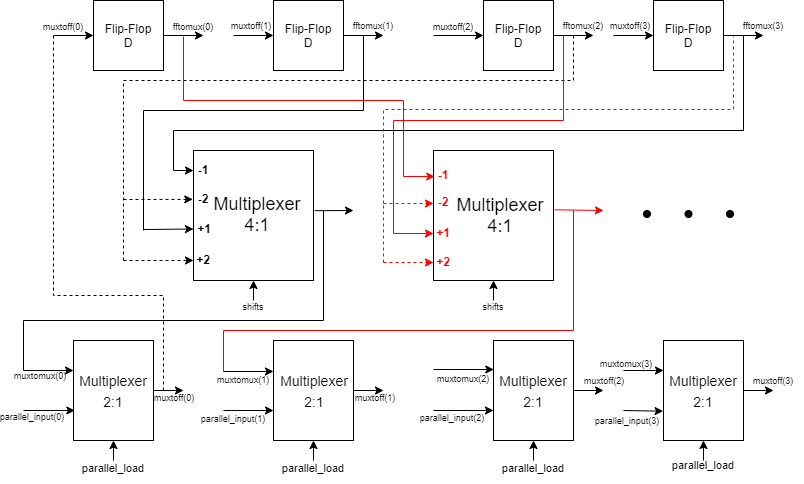 muxtoff(0)
Flip-Flop
D
fftomux(0)
muxtoff(1)
Flip-Flop
D
fftomux(1)
muxtoff(2)
Flip-Flop
D
fftomux(2)
muxtoff(3)
Flip-Flop
D
fftomux(3)
-1
-2
+1
+2
Multiplexer
4:1
shifts
-1
-2
+1
+2
Multiplexer
4:1
shifts
muxtomux(0)
parallel_input(0)
Multiplexer
2:1
muxtoff(0)
parallel_load
muxtomux(1)
parallel_input(1)
Multiplexer
2:1
muxtoff(1)
parallel_load
muxtomux(2)
parallel_input(2)
Multiplexer
2:1
muxtoff(2)
parallel_load
muxtomux(3)
parallel_input(3)
Multiplexer
2:1
muxtoff(3)
parallel_load